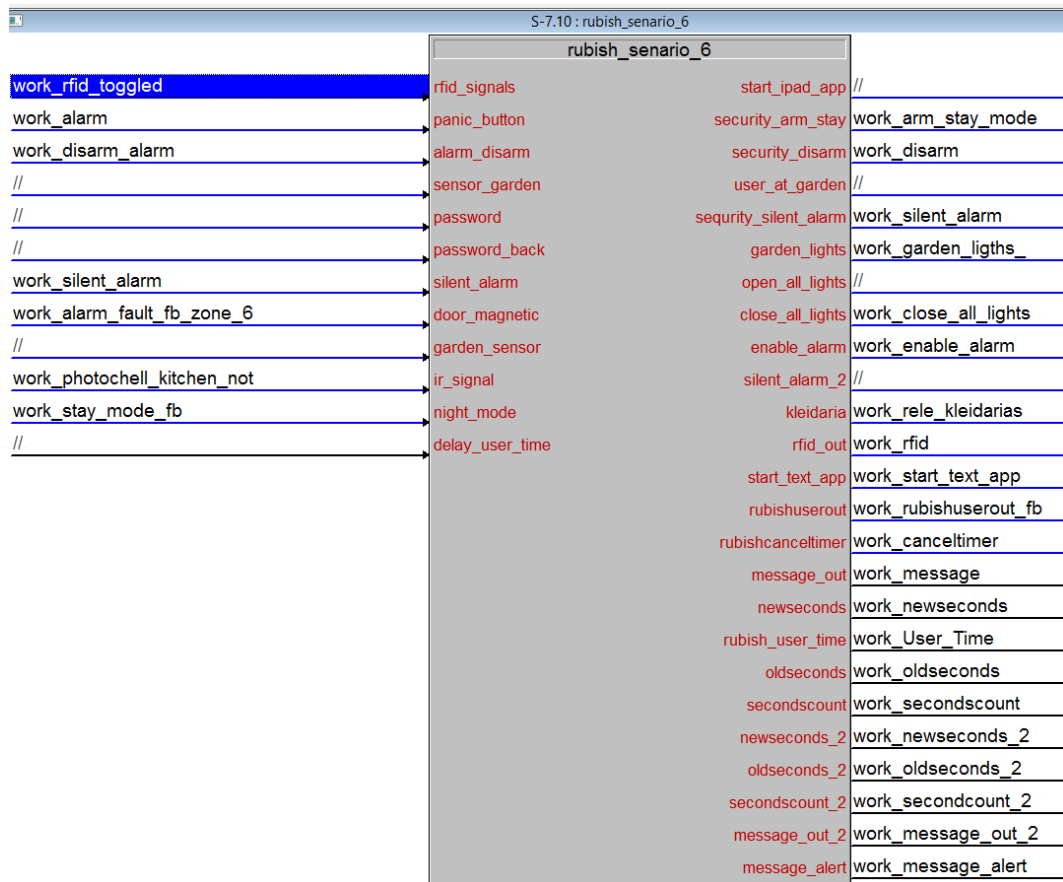 S-7.10 : rubish_senario_6
rubish_senario_6
work_rfid_toggled rfid_signals start_ipad_app //
work_alarm panic_button security_arm_stay work_arm_stay_mode
work_disarm_alarm alarm_disarm security_disarm work_disarm
// sensor_garden user_at_garden //
// password sequrity_silent_alarm work_silent_alarm
// password_back garden_lights work_garden_ligths_
work_silent_alarm silent_alarm open_all_lights //
work_alarm_fault_fb_zone_6 door_magnetic close_all_lights work_close_all_lights
// garden_sensor enable_alarm work_enable_alarm
work_photochell_kitchen_not ir_signal silent_alarm_2 //
work_stay_mode_fb night_mode kleidaria work_rele_kleidarias
// delay_user_time rfid_out work_rfid
start_text_app work_start_text_app
rubishuserout work_rubishuserout_fb
rubishcanceltimer work_canceltimer
message_out work_message
newseconds work_newseconds
rubish_user_time work_User_Time
oldseconds work_oldseconds
secondscount work_secondscount
newseconds_2 work_newseconds_2
oldseconds_2 work_oldseconds_2
secondscount_2 work_secondcount_2
message_out_2 work_message_out_2
message_alert work_message_alert